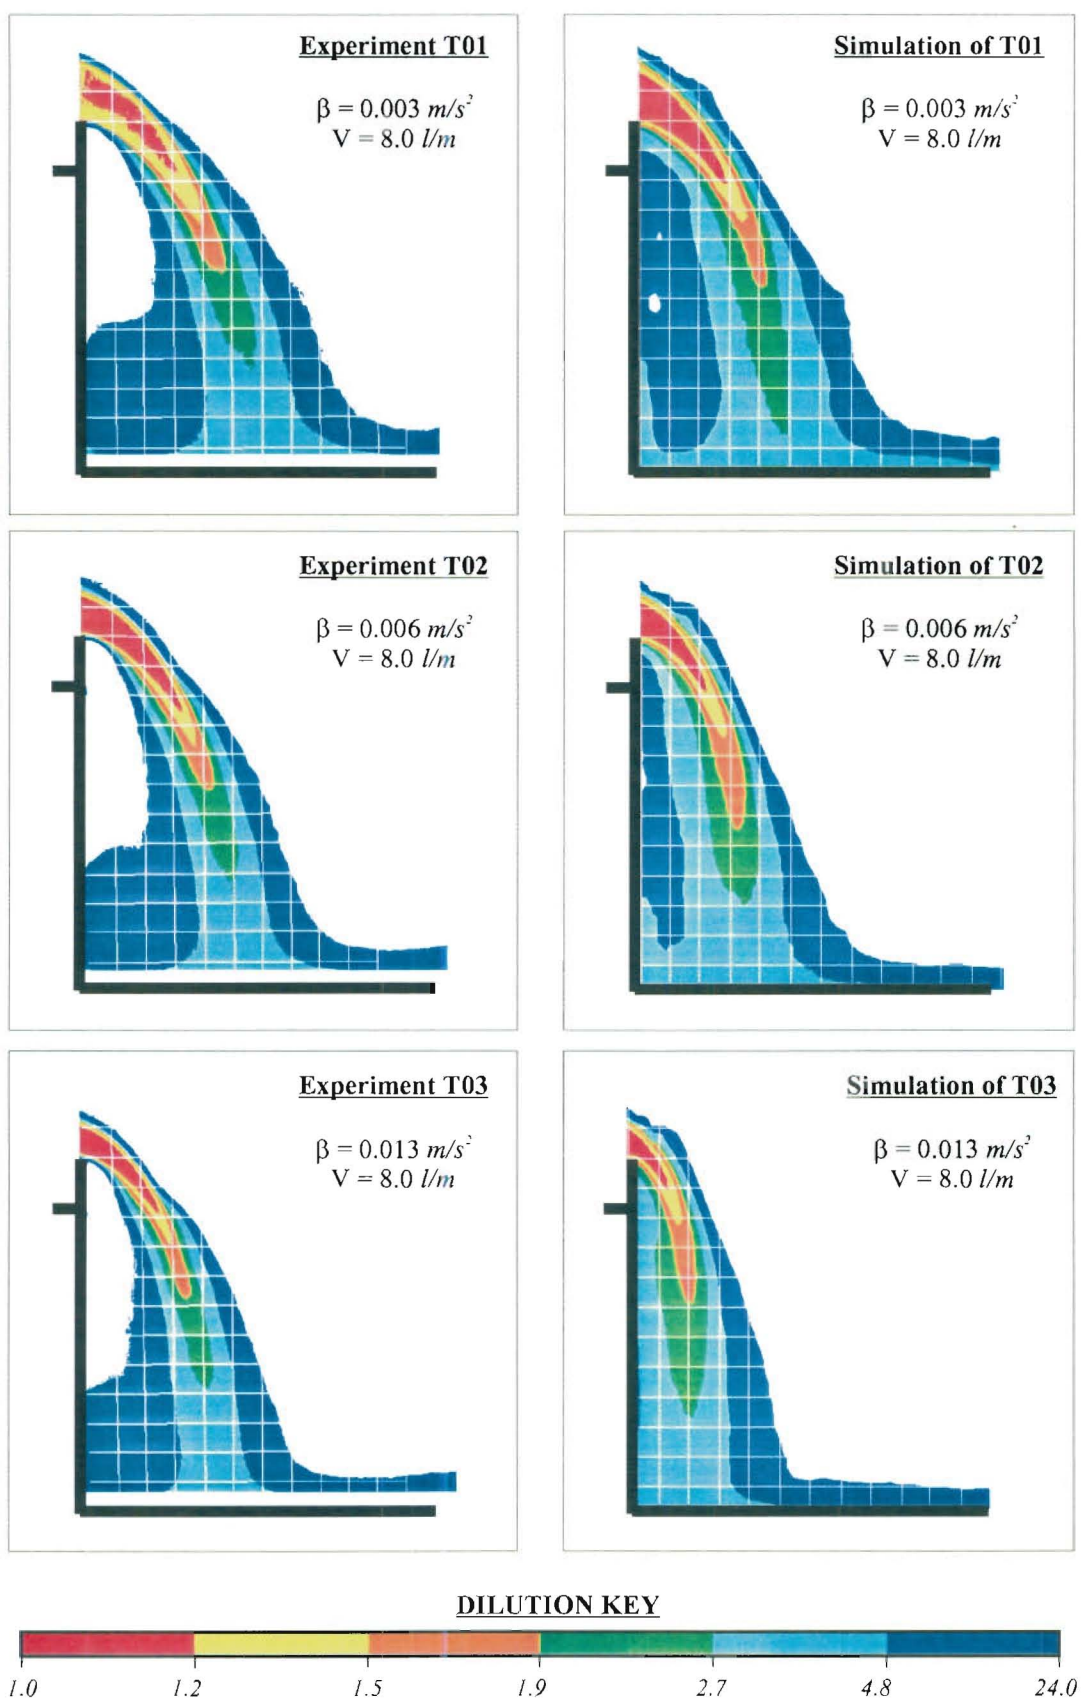 Experiment T01
β = 0.003 m/s²
V = 8.0 l/m
Simulation of T01
β = 0.003 m/s²
V = 8.0 l/m
Experiment T02
β = 0.006 m/s²
V = 8.0 l/m
Simulation of T02
β = 0.006 m/s²
V = 8.0 l/m
Experiment T03
β = 0.013 m/s²
V = 8.0 l/m
Simulation of T03
β = 0.013 m/s²
V = 8.0 l/m
DILUTION KEY
1.0 1.2 1.5 1.9 2.7 4.8 24.0